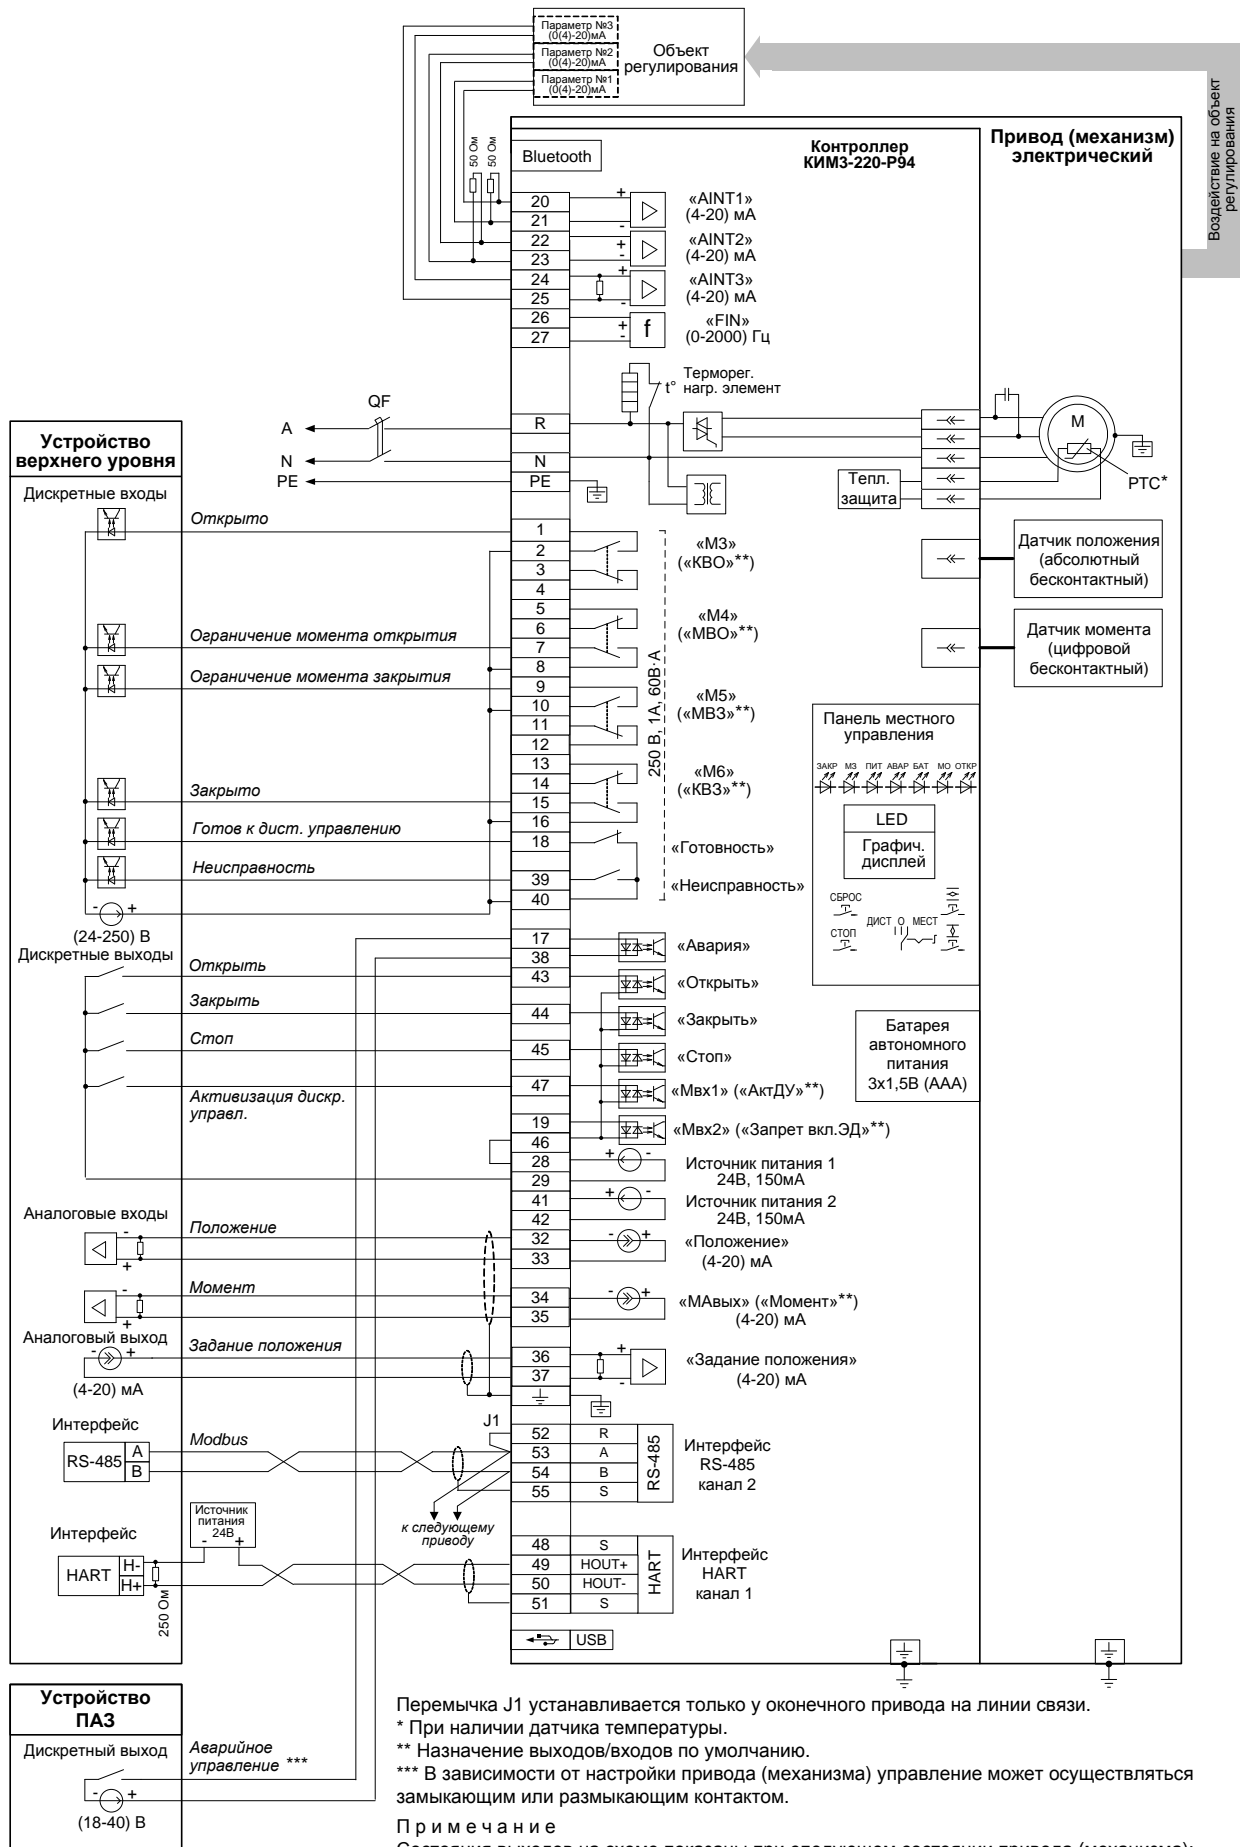 Параметр №3
(0(4)-20)мА
Параметр №2
(0(4)-20)мА
Параметр №1
(0(4)-20)мА
Объект
регулирования
Воздействие на объект
регулирования
50 Ом
50 Ом
Bluetooth
Контроллер
КИМ3-220-Р94
Привод (механизм)
электрический
20
21
22
23
24
25
26
27
+
-
«AINT1»
(4-20) мА
+
-
«AINT2»
(4-20) мА
+
-
«AINT3»
(4-20) мА
+
-
f
«FIN»
(0-2000) Гц
t°
Терморег.
нагр. элемент
QF
A
N
PE
R
N
PE
M
PTC*
Тепл.
защита
Устройство
верхнего уровня
Дискретные входы
Открыто
Ограничение момента открытия
Ограничение момента закрытия
Закрыто
Готов к дист. управлению
Неисправность
- +
(24-250) В
1
2
3
4
5
6
7
8
9
10
11
12
13
14
15
16
18
39
40
«М3»
(«КВО»**)
«М4»
(«МВО»**)
«М5»
(«МВЗ»**)
«М6»
(«КВЗ»**)
«Готовность»
«Неисправность»
250 В, 1А, 60В·А
Датчик положения
(абсолютный
бесконтактный)
Датчик момента
(цифровой
бесконтактный)
Панель местного
управления
ЗАКР МЗ ПИТ АВАР БАТ МО ОТКР
LED
Графич.
дисплей
СБРОС
СТОП
ДИСТ О МЕСТ
Батарея
автономного
питания
3х1,5В (ААА)
Дискретные выходы
Открыть
Закрыть
Стоп
Активизация дискр.
управл.
17
38
43
44
45
47
19
46
28
29
41
42
32
33
34
35
36
37
«Авария»
«Открыть»
«Закрыть»
«Стоп»
«Мвх1» («АктДУ»**)
«Мвх2» («Запрет вкл.ЭД»**)
+ -
Источник питания 1
24В, 150мА
+ -
Источник питания 2
24В, 150мА
- +
«Положение»
(4-20) мА
- +
«МАвых» («Момент»**)
(4-20) мА
+
-
«Задание положения»
(4-20) мА
Аналоговые входы
-
+
Положение
-
+
Момент
Аналоговый выход
- +
Задание положения
(4-20) мА
Интерфейс
RS-485
A
B
Modbus
J1
52 R
53 A
54 B
55 S
RS-485
Интерфейс
RS-485
канал 2
к следующему
приводу
Источник
питания
24В
- +
Интерфейс
HART
H-
H+
250 Ом
48 S
49 HOUT+
50 HOUT-
51 S
HART
Интерфейс
HART
канал 1
USB
Устройство
ПАЗ
Дискретный выход
Аварийное
управление ***
- +
(18-40) В
Перемычка J1 устанавливается только у оконечного привода на линии связи.
* При наличии датчика температуры.
** Назначение выходов/входов по умолчанию.
*** В зависимости от настройки привода (механизма) управление может осуществляться
замыкающим или размыкающим контактом.
П р и м е ч а н и е
Состояния выходов на схеме показаны при следующем состоянии привода (механизма):